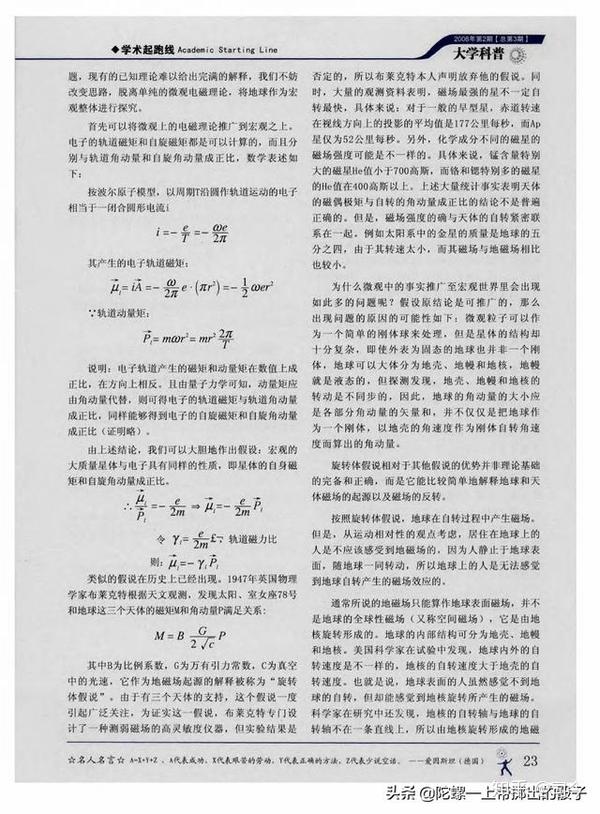 ◆学术起跑线 Academic Starting Line
2006年第2期【总第3期】
大学科普
题，现有的已知理论难以给出完满的解释，我们不妨
改变思路，脱离单纯的微观电磁理论，将地球作为宏
观整体进行探究。
首先可以将微观上的电磁理论推广到宏观之上。
电子的轨道磁矩和自旋磁矩都是可以计算的，而且分
别与轨道角动量和自旋角动量成正比，数学表述如
下：
按波尔原子模型，以周期T沿圆作轨道运动的电子
相当于一闭合圆形电流i
i = - e/T = - ωe/2π
其产生的电子轨道磁矩：
μ⃗ₗ = iA⃗ = - ω/2π e·(πr²) = - 1/2 ωer²
∵轨道动量矩：
P⃗ₗ = mωr² = mr² 2π/T
说明：电子轨道产生的磁矩和动量矩在数值上成
正比，在方向上相反。且由量子力学可知，动量矩应
由角动量代替，则可得电子的轨道磁矩与轨道角动量
成正比，同样能够得到电子的自旋磁矩和自旋角动量
成正比（证明略）。
由上述结论，我们可以大胆地作出假设：宏观的
大质量星体与电子具有同样的性质，即星体的自身磁
矩和自旋角动量成正比。
∴ μ⃗ₗ/P⃗ₗ = - e/2m ⇒ μ⃗ₗ = - e/2m P⃗ₗ
令 γₗ = e/2m £¬ 轨道磁力比
则：μ⃗ₗ = - γₗ P⃗ₗ
类似的假说在历史上已经出现。1947年英国物理
学家布莱克特根据天文观测，发现太阳、室女座78号
和地球这三个天体的磁矩M和角动量P满足关系：
M = B G/2√c P
其中B为比例系数，G为万有引力常数，C为真空
中的光速，它作为地磁场起源的解释被称为“旋转
体假说”。由于有三个天体的支持，这个假说一度
引起广泛关注，为证实这一假说，布莱克特专门设
计了一种测弱磁场的高灵敏度仪器，但实验结果是
否定的，所以布莱克特本人声明放弃他的假说。同
时，大量的观测资料表明，磁场最强的星不一定自
转最快，具体来说：对于一般的早型星，赤道转速
在视线方向上的投影的平均值是177公里每秒，而Ap
星仅为52公里每秒。另外，化学成分不同的磁星的
磁场强度可能是不一样的。具体来说，锰含量特别
大的磁星He值小于700高斯，而铬和锶特别多的磁星
的He值在400高斯以上。上述大量统计事实表明天体
的磁偶极矩与自转的角动量成正比的结论不是普遍
正确的。但是，磁场强度的确与天体的自转紧密联
系在一起。例如太阳系中的金星的质量是地球的五
分之四，由于其转速太小，而其磁场与地磁场相比
也较小。
为什么微观中的事实推广至宏观世界里会出现
如此多的问题呢？假设原结论是可推广的，那么
出现问题的原因的可能性如下：微观粒子可以作
为一个简单的刚体球来处理，但是星体的结构却
十分复杂，即使外表为固态的地球也并非一个刚
体，地球可以大体分为地壳、地幔和地核，地幔
就是液态的，但探测发现，地壳、地幔和地核的
转动是不同步的，因此，地球的角动量的大小应
是各部分角动量的矢量和，并不仅仅是把地球作
为一个刚体，以地壳的角速度作为刚体自转角速
度而算出的角动量。
旋转体假说相对于其他假说的优势并非理论基础
的完备和正确，而是它能比较简单地解释地球和天
体磁场的起源以及磁场的反转。
按照旋转体假说，地球在自转过程中产生磁场。
但是，从运动相对性的观点考虑，居住在地球上的
人是不应该感受到地磁场的，因为人静止于地球表
面，随地球一同转动，所以地球上的人是无法感觉
到地球自转产生的磁场效应的。
通常所说的地磁场只能算作地球表面磁场，并不
是地球的全球性磁场（又称空间磁场），它是由地
核旋转形成的。地球的内部结构可分为地壳、地幔
和地核。美国科学家在试验中发现，地球内外的自
转速度是不一样的，地核的自转速度大于地壳的自
转速度。也就是说，地球表面的人虽然感觉不到地
球的自转，但却能感觉到地核旋转所产生的磁场。
科学家在研究中还发现，地核的自转轴与地球的自
转轴不在一条直线上，所以由地核旋转形成的地磁
☆名人名言☆ A=X+Y+Z，A代表成功，X代表艰苦的劳动，Y代表正确的方法，Z代表少说空话。——爱因斯坦（德国）
23
头条 @陀螺—上帝掷出的骰子